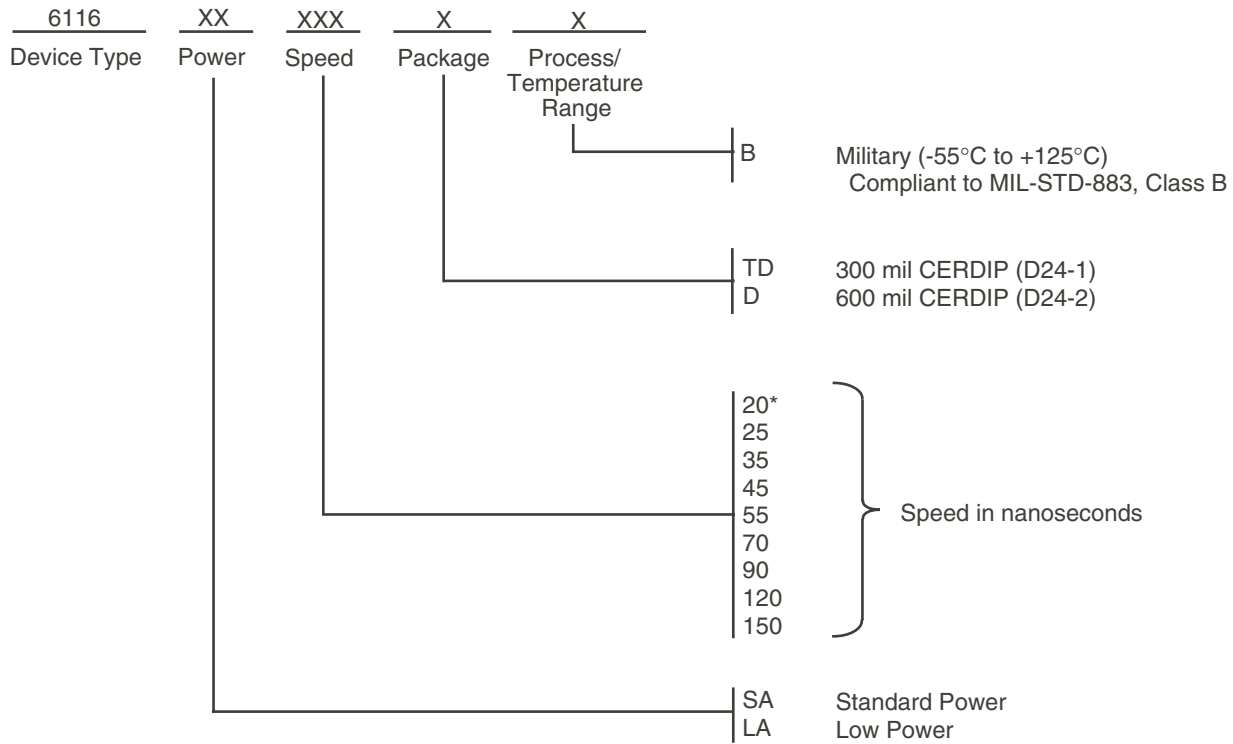 6116 XX XXX X X
Device Type Power Speed Package Process/
Temperature
Range
B Military (-55°C to +125°C)
Compliant to MIL-STD-883, Class B
TD 300 mil CERDIP (D24-1)
D 600 mil CERDIP (D24-2)
20*
25
35
45
55 Speed in nanoseconds
70
90
120
150
SA Standard Power
LA Low Power